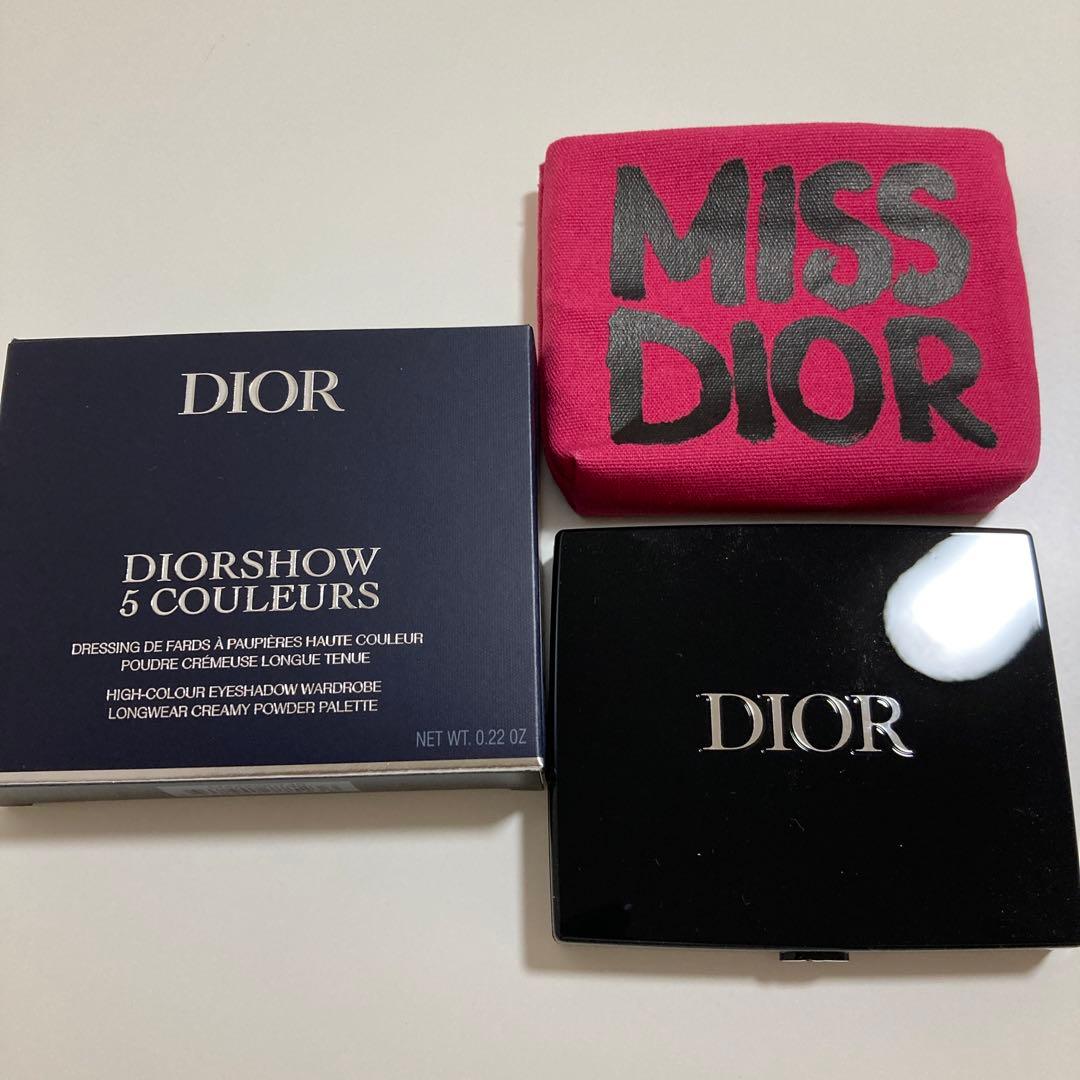 MISS
DIOR
DIOR
DIORSHOW
5 COULEURS
DRESSING DE FARDS À PAUPIÈRES HAUTE COULEUR
POUDRE CRÉMEUSE LONGUE TENUE
HIGH-COLOUR EYESHADOW WARDROBE
LONGWEAR CREAMY POWDER PALETTE
NET WT. 0.22 OZ
DIOR